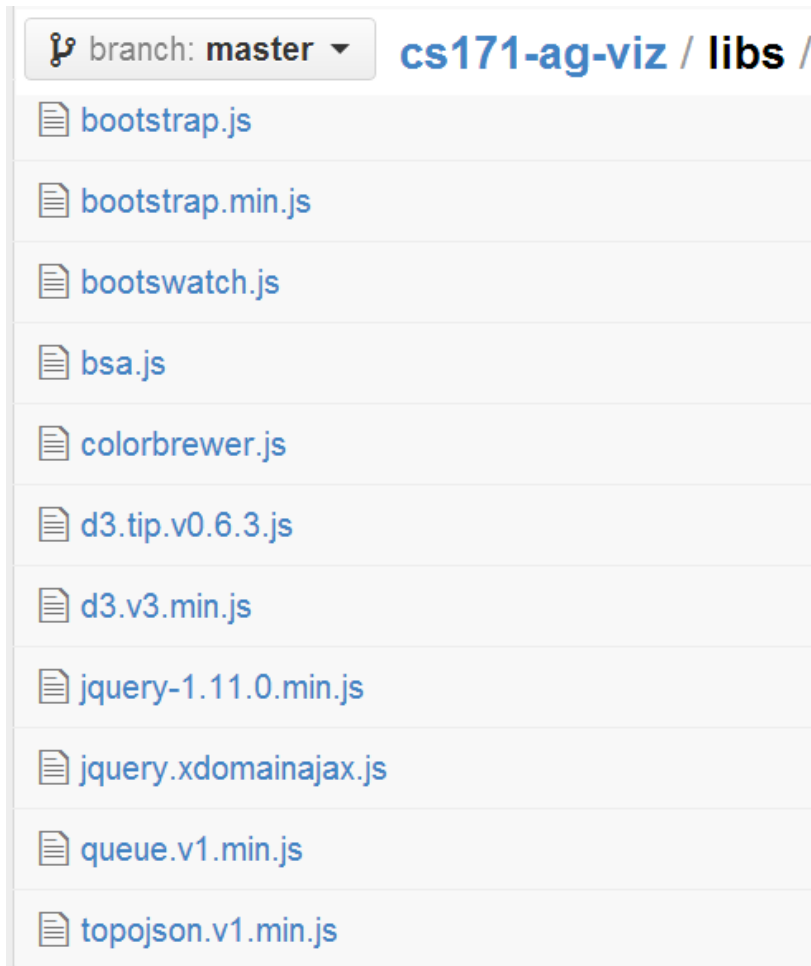 branch: master cs171-ag-viz / libs /
bootstrap.js
bootstrap.min.js
bootswatch.js
bsa.js
colorbrewer.js
d3.tip.v0.6.3.js
d3.v3.min.js
jquery-1.11.0.min.js
jquery.xdomainajax.js
queue.v1.min.js
topojson.v1.min.js